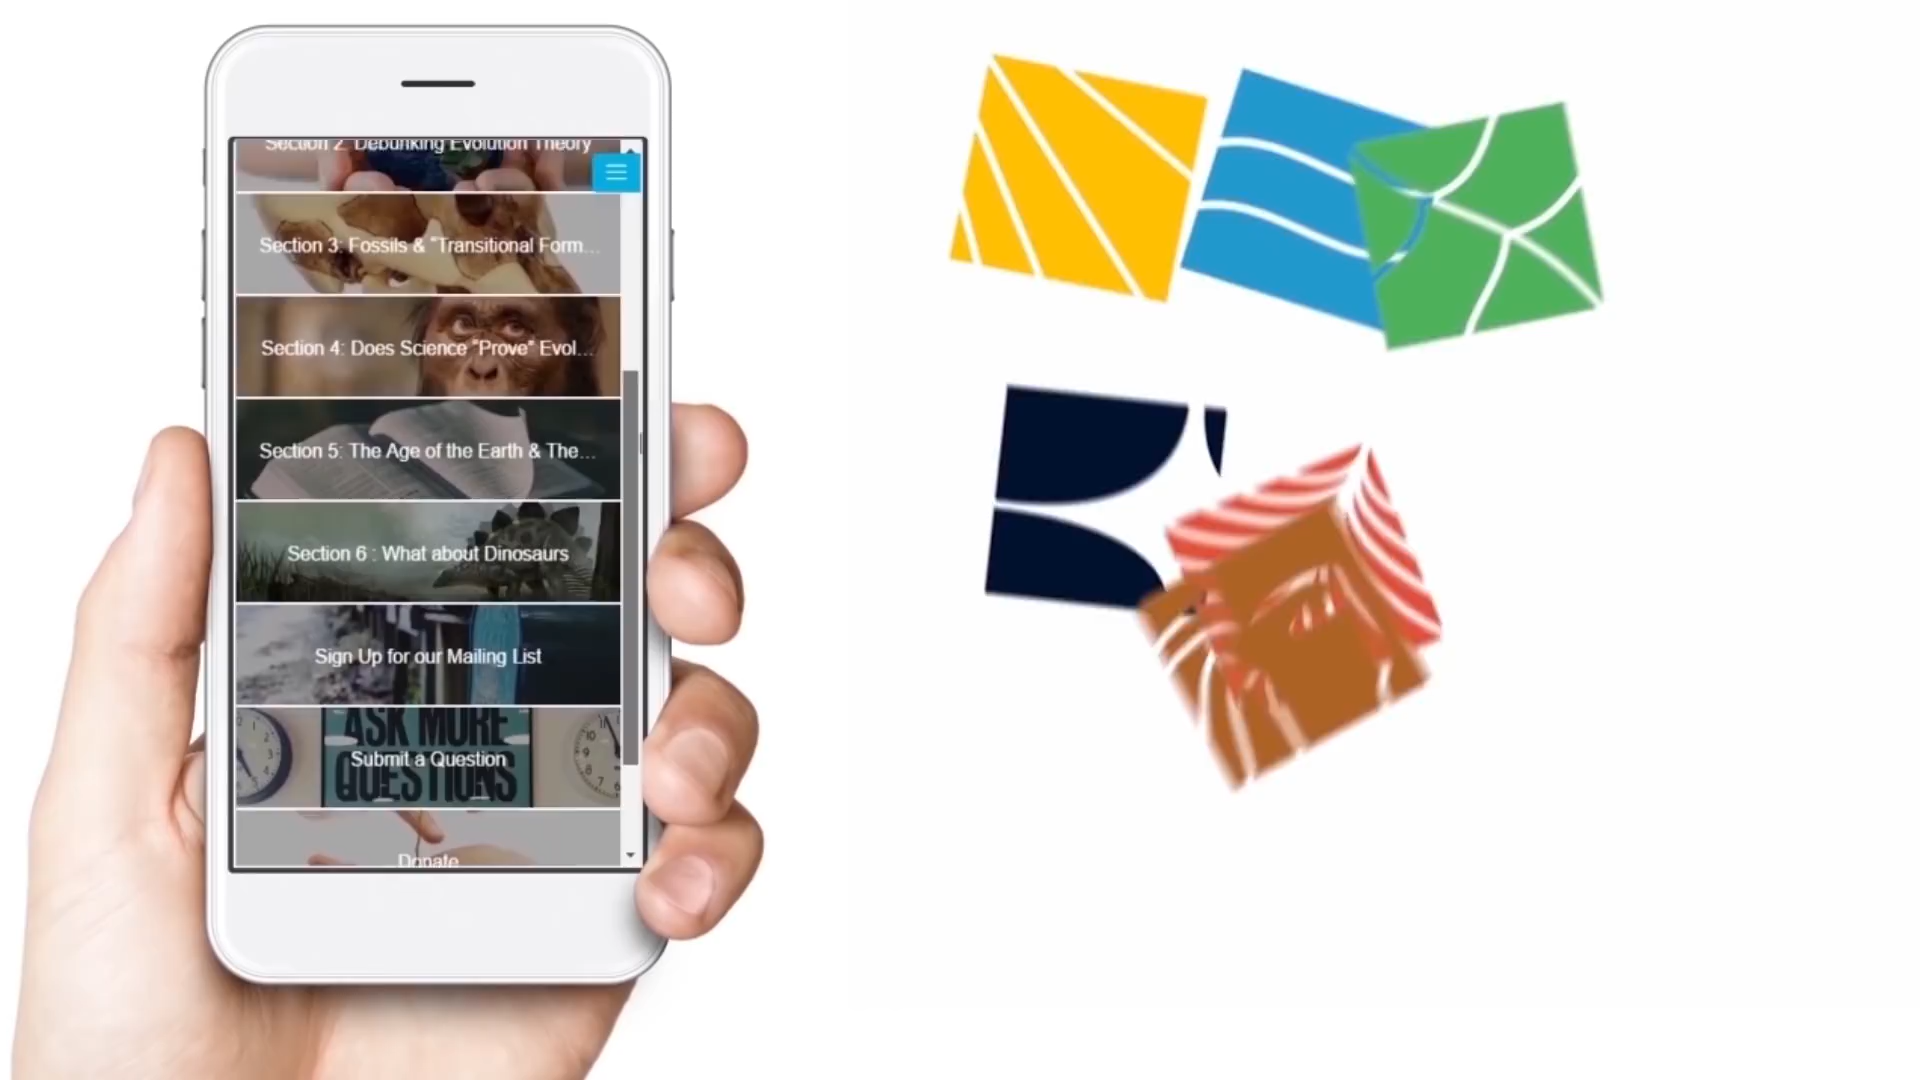 Section 2: Debunking Evolution Theory
Section 3: Fossils & "Transitional Form...
Section 4: Does Science "Prove" Evol...
Section 5: The Age of the Earth & The...
Section 6 : What about Dinosaurs
Sign Up for our Mailing List
ASK MORE
Submit a Question
QUESTIONS
Donate